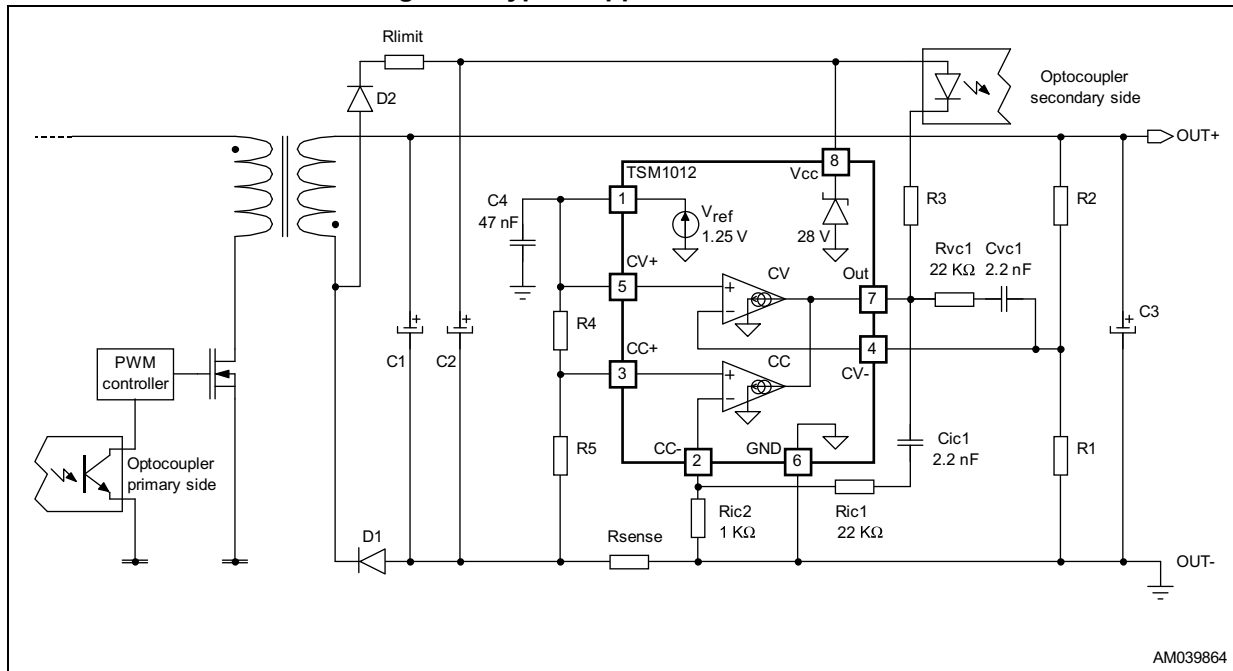 Rlimit
D2
Optocoupler
secondary side
OUT+
TSM1012
8
Vcc
C4
47 nF
1
Vref
1.25 V
28 V
R3
R2
Rvc1
22 KΩ
Cvc1
2.2 nF
CV+
5
CV
Out
7
C3
R4
CC+
3
CC
4
CV-
C1
C2
PWM
controller
R5
CC-
2
GND
6
Cic1
2.2 nF
R1
Optocoupler
primary side
D1
Rsense
Ric2
1 KΩ
Ric1
22 KΩ
OUT-
AM039864